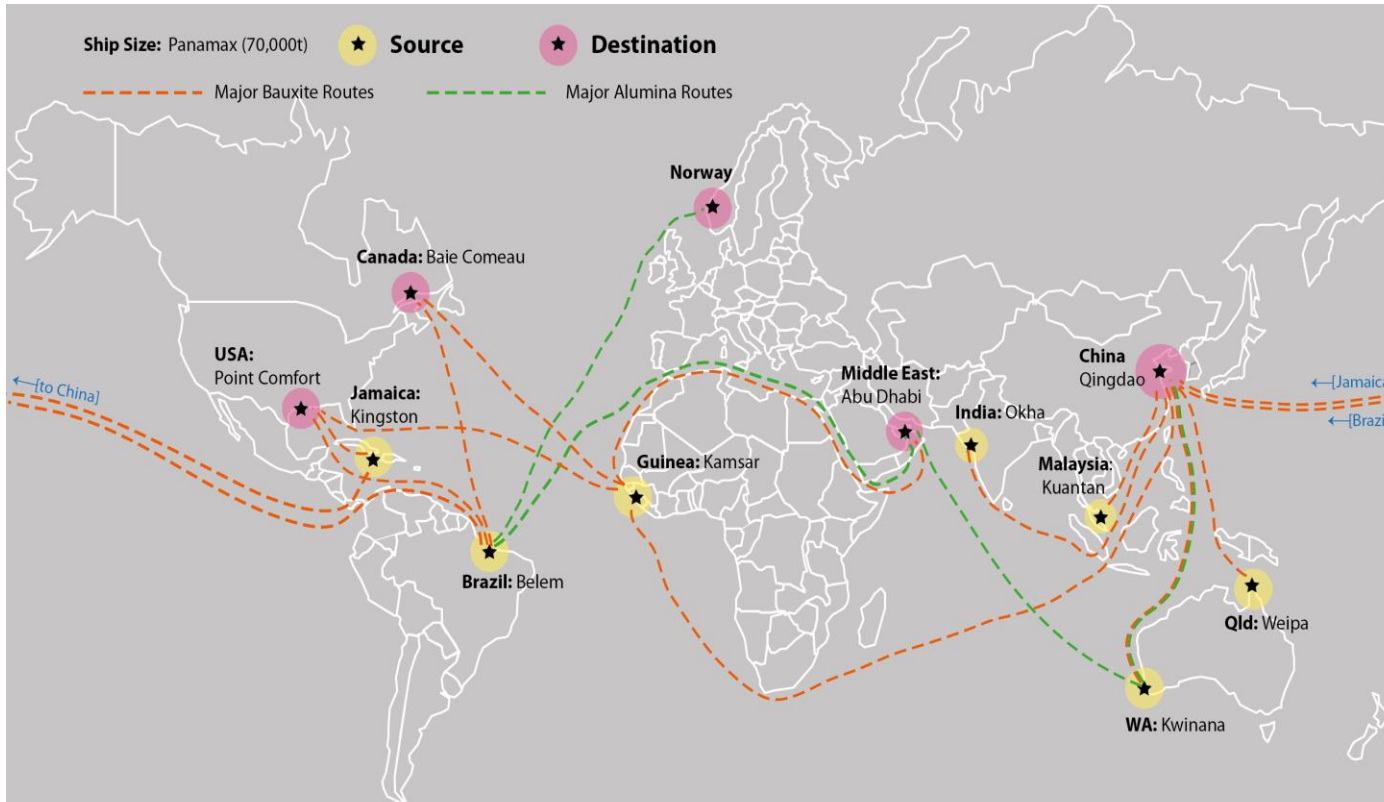 Ship Size: Panamax (70,000t)
Source
Destination
Major Bauxite Routes
Major Alumina Routes
Norway
Canada: Baie Comeau
USA:
Point Comfort
Jamaica:
Kingston
←[to China]
Middle East:
Abu Dhabi
China
Qingdao
←[Jamaica
←[Brazi
India: Okha
Guinea: Kamsar
Malaysia:
Kuantan
Brazil: Belem
Qld: Weipa
WA: Kwinana